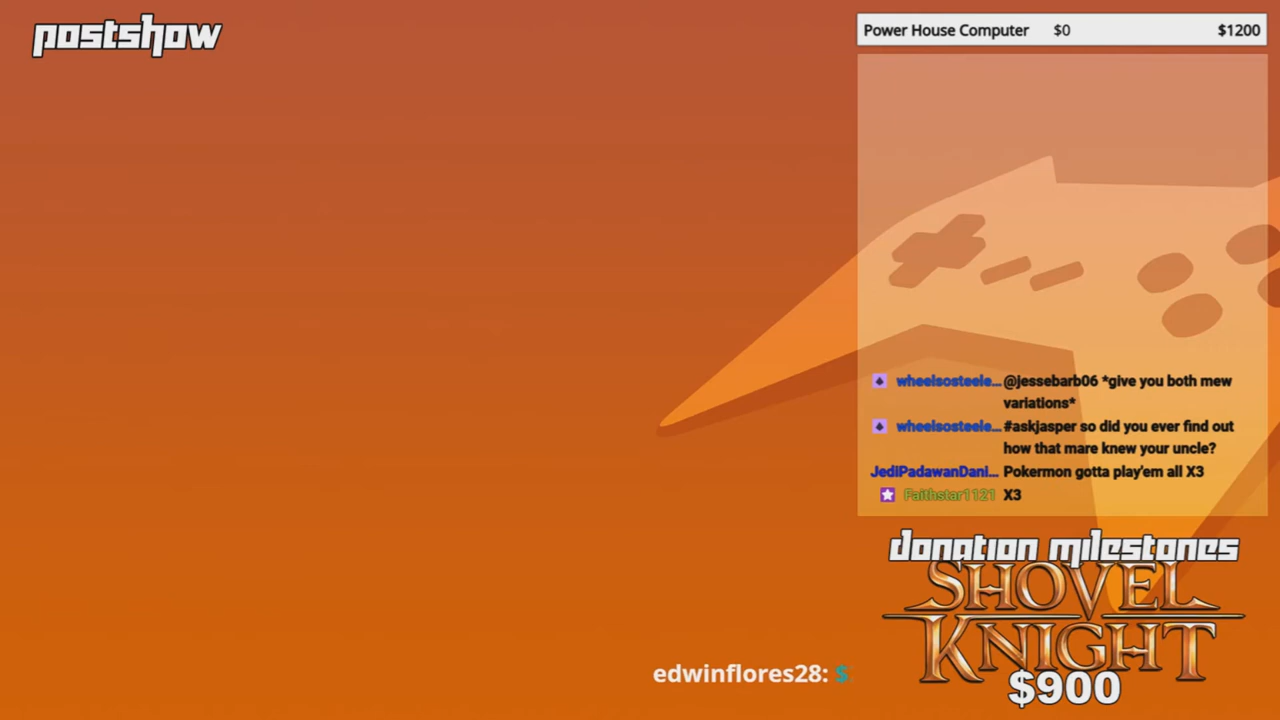 postshow
Power House Computer $0 $1200
wheelsosteele... @jessebarb06 *give you both mew
variations*
wheelsosteele... #askjasper so did you ever find out
how that mare knew your uncle?
JediPadawanDani... Pokermon gotta play'em all X3
Faithstar1121 X3
donation milestones
SHOVEL
KNIGHT
$900
edwinflores28: $